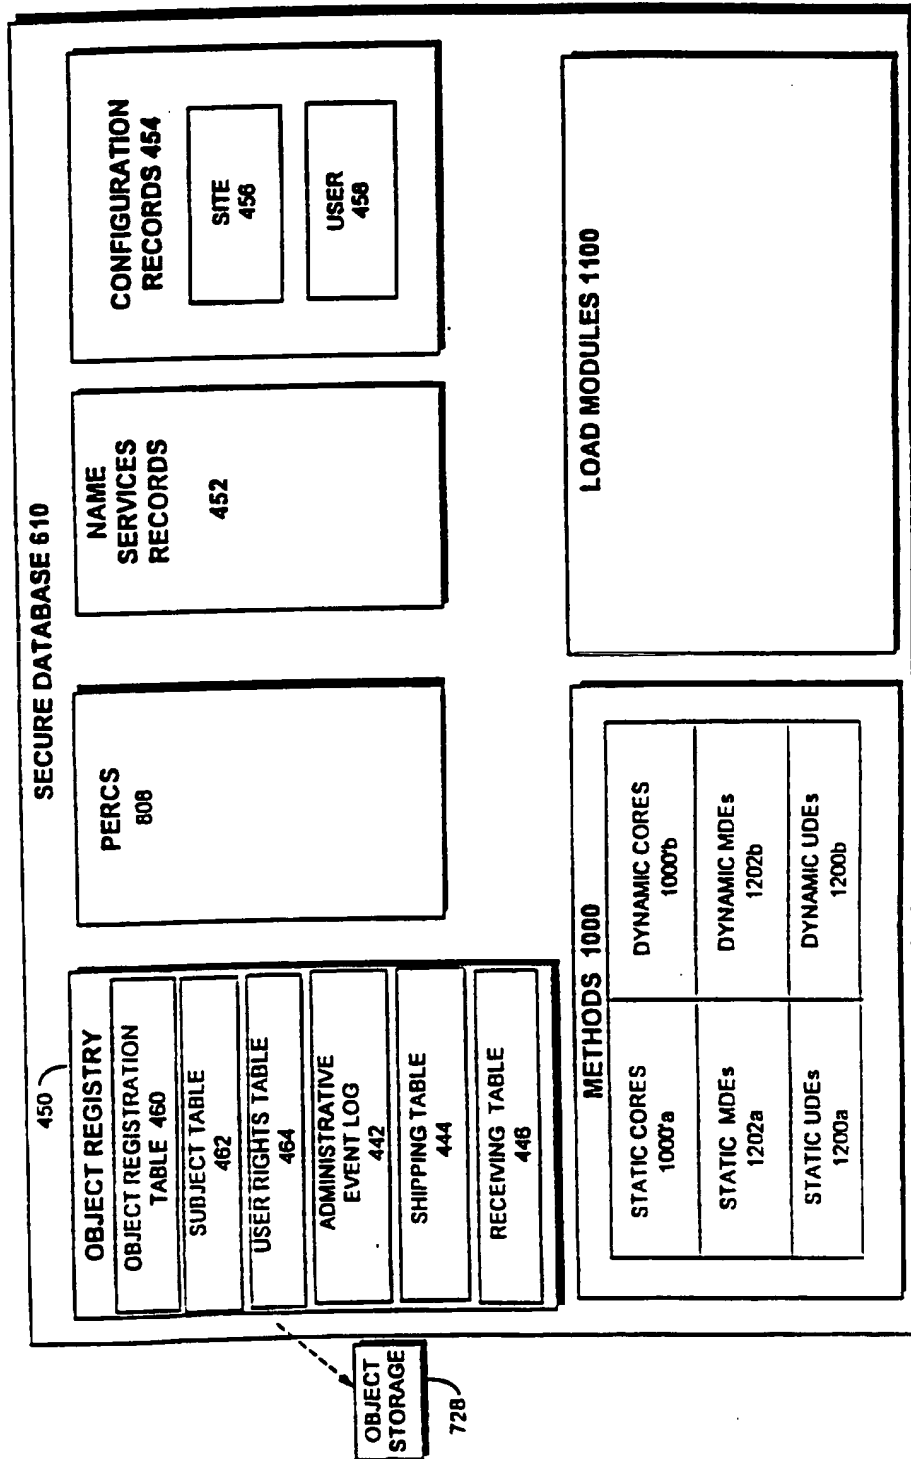 SECURE DATABASE 610
450
OBJECT REGISTRY
OBJECT REGISTRATION
TABLE 460
SUBJECT TABLE
462
USER RIGHTS TABLE
464
ADMINISTRATIVE
EVENT LOG
442
SHIPPING TABLE
444
RECEIVING TABLE
446
OBJECT
STORAGE
728
PERCS
808
NAME
SERVICES
RECORDS
452
CONFIGURATION
RECORDS 454
SITE
456
USER
458
METHODS 1000
STATIC CORES
1000'a
DYNAMIC CORES
1000'b
STATIC MDEs
1202a
DYNAMIC MDEs
1202b
STATIC UDEs
1200a
DYNAMIC UDEs
1200b
LOAD MODULES 1100